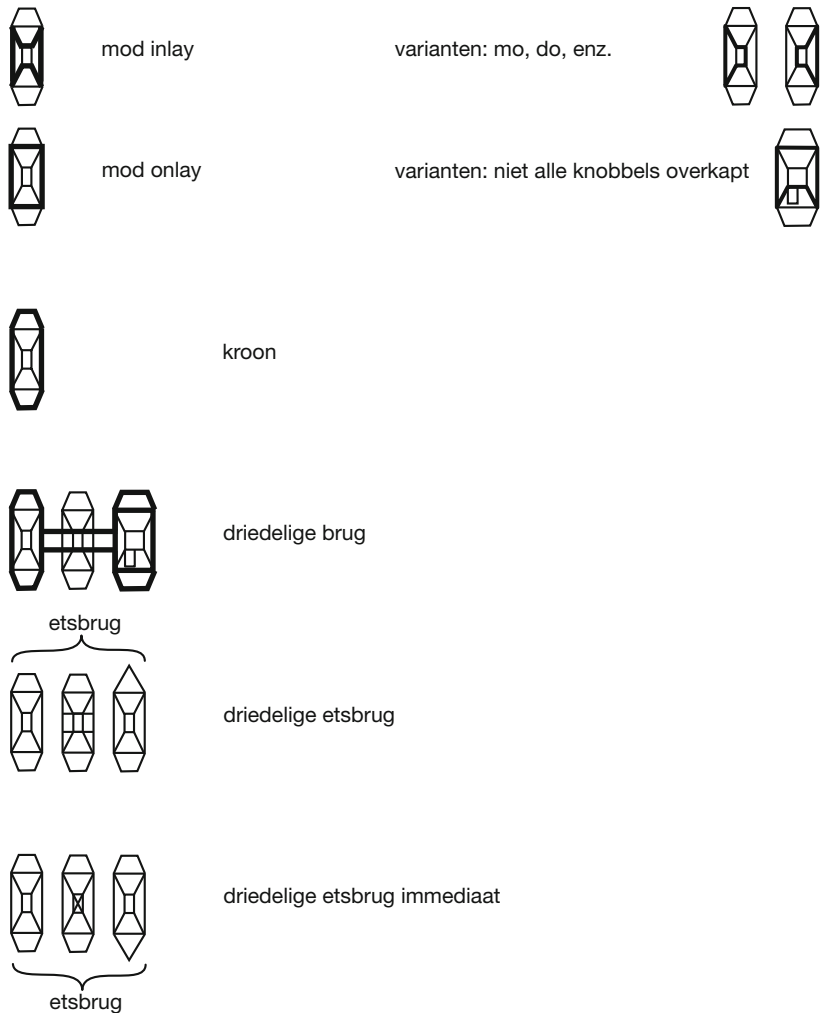 mod inlay varianten: mo, do, enz.
mod onlay varianten: niet alle knobbels overkapt
kroon
driedelige brug
etsbrug
driedelige etsbrug
driedelige etsbrug immediaat
etsbrug